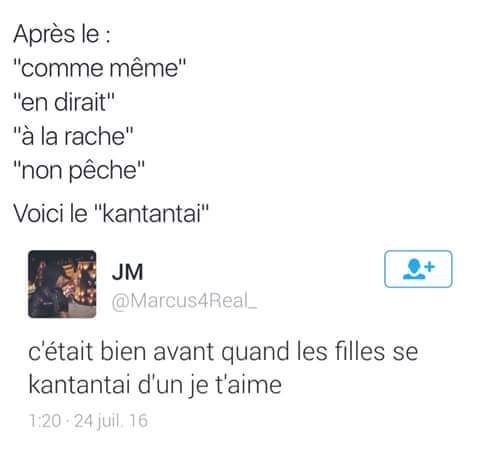 Après le :
"comme même"
"en dirait"
"à la rache"
"non pêche"
Voici le "kantantai"
JM
@Marcus4Real_
c'était bien avant quand les filles se
kantantai d'un je t'aime
1:20 · 24 juil. 16